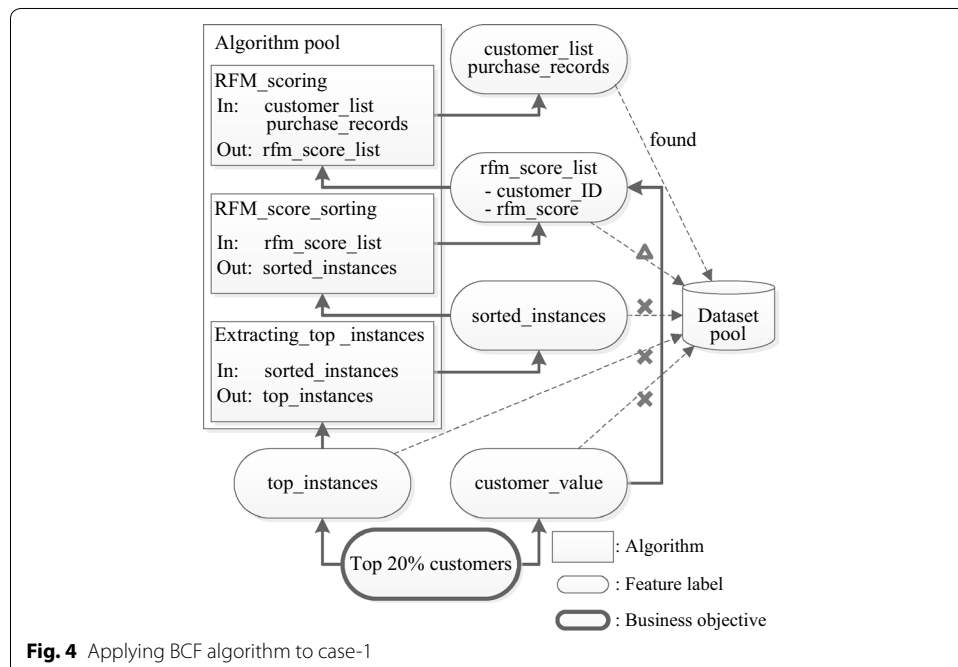 Algorithm pool
RFM_scoring
In: customer_list
purchase_records
Out: rfm_score_list
RFM_score_sorting
In: rfm_score_list
Out: sorted_instances
Extracting_top _instances
In: sorted_instances
Out: top_instances
customer_list
purchase_records
found
rfm_score_list
- customer_ID
- rfm_score
sorted_instances
Dataset
pool
top_instances
customer_value
Top 20% customers
: Algorithm
: Feature label
: Business objective
Fig. 4 Applying BCF algorithm to case-1